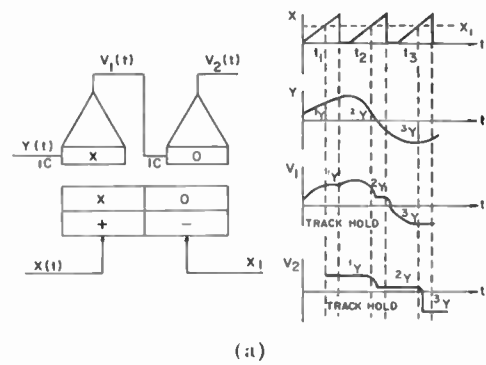 V₁(t) V₂(t)
Y(t) IC X IC O
X O
+ −
X(t) X₁
X X₁
t₁ t₂ t₃ t
Y ¹Y ²Y ³Y t
V₁ ¹Y ²Y ³Y t
TRACK HOLD
V₂ ¹Y ²Y ³Y t
TRACK HOLD
(a)